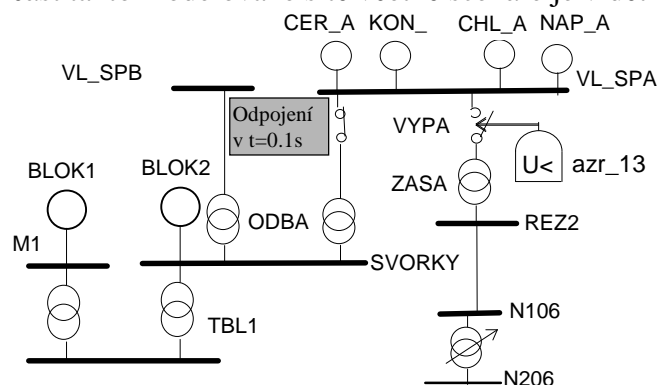 CER_A KON_ CHL_A NAP_A
VL_SPB
VL_SPA
Odpojení
v t=0.1s
VYPA
U< azr_13
BLOK1
BLOK2
ZASA
ODBA
REZ2
M1
SVORKY
TBL1
N106
N206